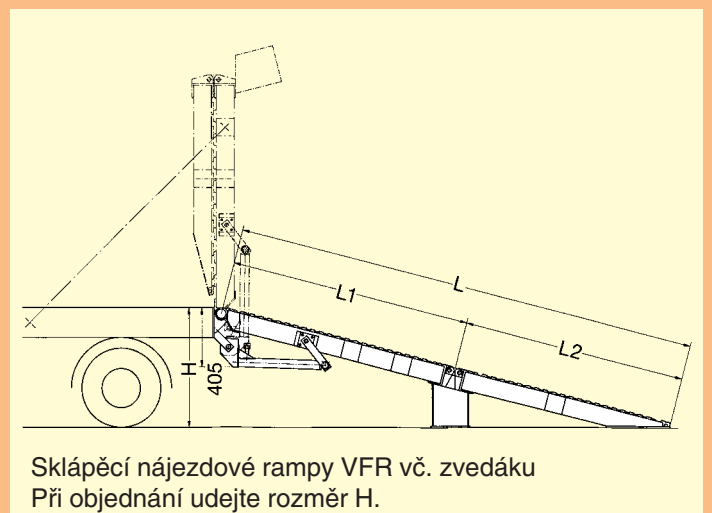 L
L1
L2
H
405
Sklápěcí nájezdové rampy VFR vč. zvedáku
Při objednání udejte rozměr H.